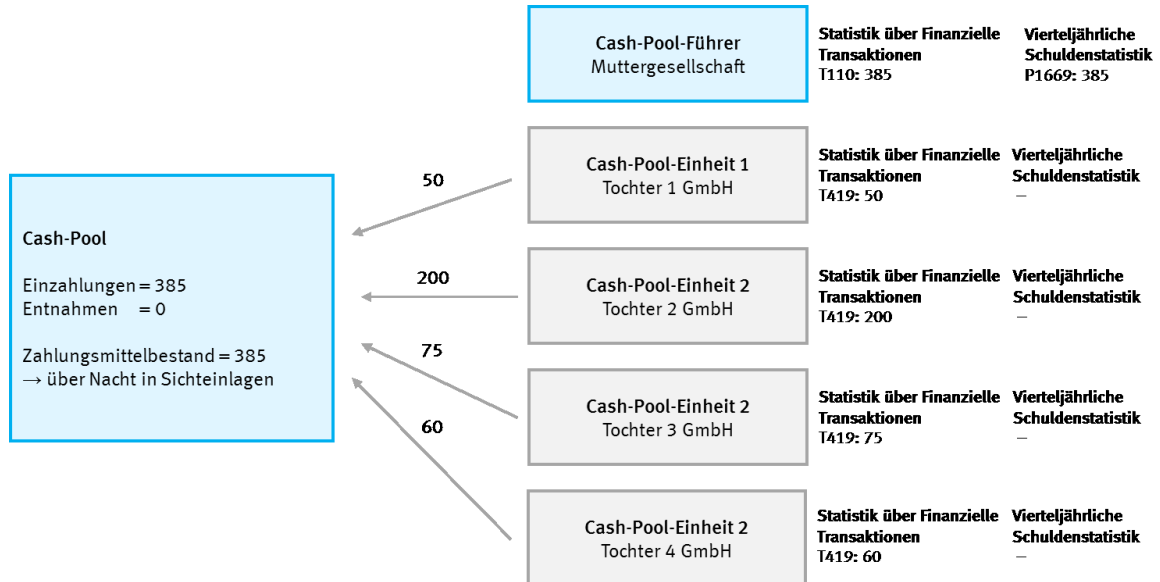 Cash-Pool-Führer
Muttergesellschaft
Statistik über Finanzielle
Transaktionen
T110: 385
Vierteljährliche
Schuldenstatistik
P1669: 385
Cash-Pool-Einheit 1
Tochter 1 GmbH
Statistik über Finanzielle
Transaktionen
T419: 50
Vierteljährliche
Schuldenstatistik
–
50
Cash-Pool
Einzahlungen = 385
Entnahmen = 0
Zahlungsmittelbestand = 385
→ über Nacht in Sichteinlagen
200
Cash-Pool-Einheit 2
Tochter 2 GmbH
Statistik über Finanzielle
Transaktionen
T419: 200
Vierteljährliche
Schuldenstatistik
–
75
Cash-Pool-Einheit 2
Tochter 3 GmbH
Statistik über Finanzielle
Transaktionen
T419: 75
Vierteljährliche
Schuldenstatistik
–
60
Cash-Pool-Einheit 2
Tochter 4 GmbH
Statistik über Finanzielle
Transaktionen
T419: 60
Vierteljährliche
Schuldenstatistik
–